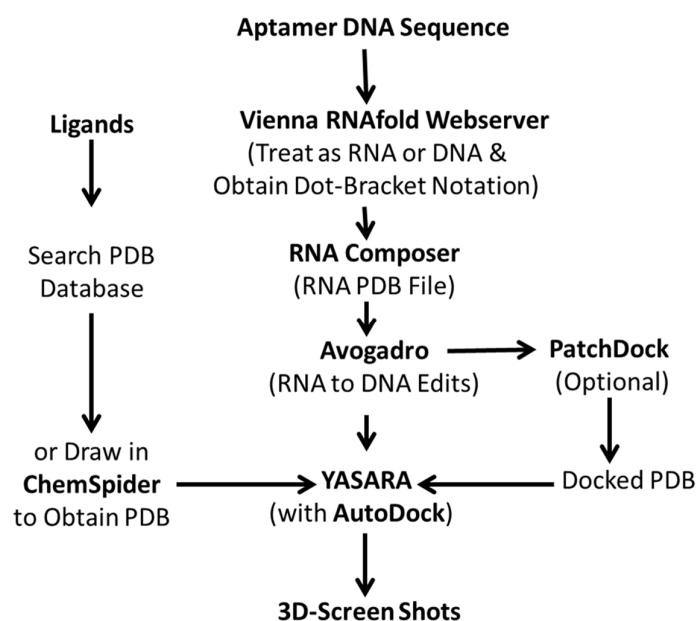 Aptamer DNA Sequence
Ligands
Vienna RNAfold Webserver
(Treat as RNA or DNA &
Obtain Dot-Bracket Notation)
Search PDB
Database
RNA Composer
(RNA PDB File)
Avogadro
(RNA to DNA Edits)
PatchDock
(Optional)
or Draw in
ChemSpider
to Obtain PDB
YASARA
(with AutoDock)
Docked PDB
3D-Screen Shots